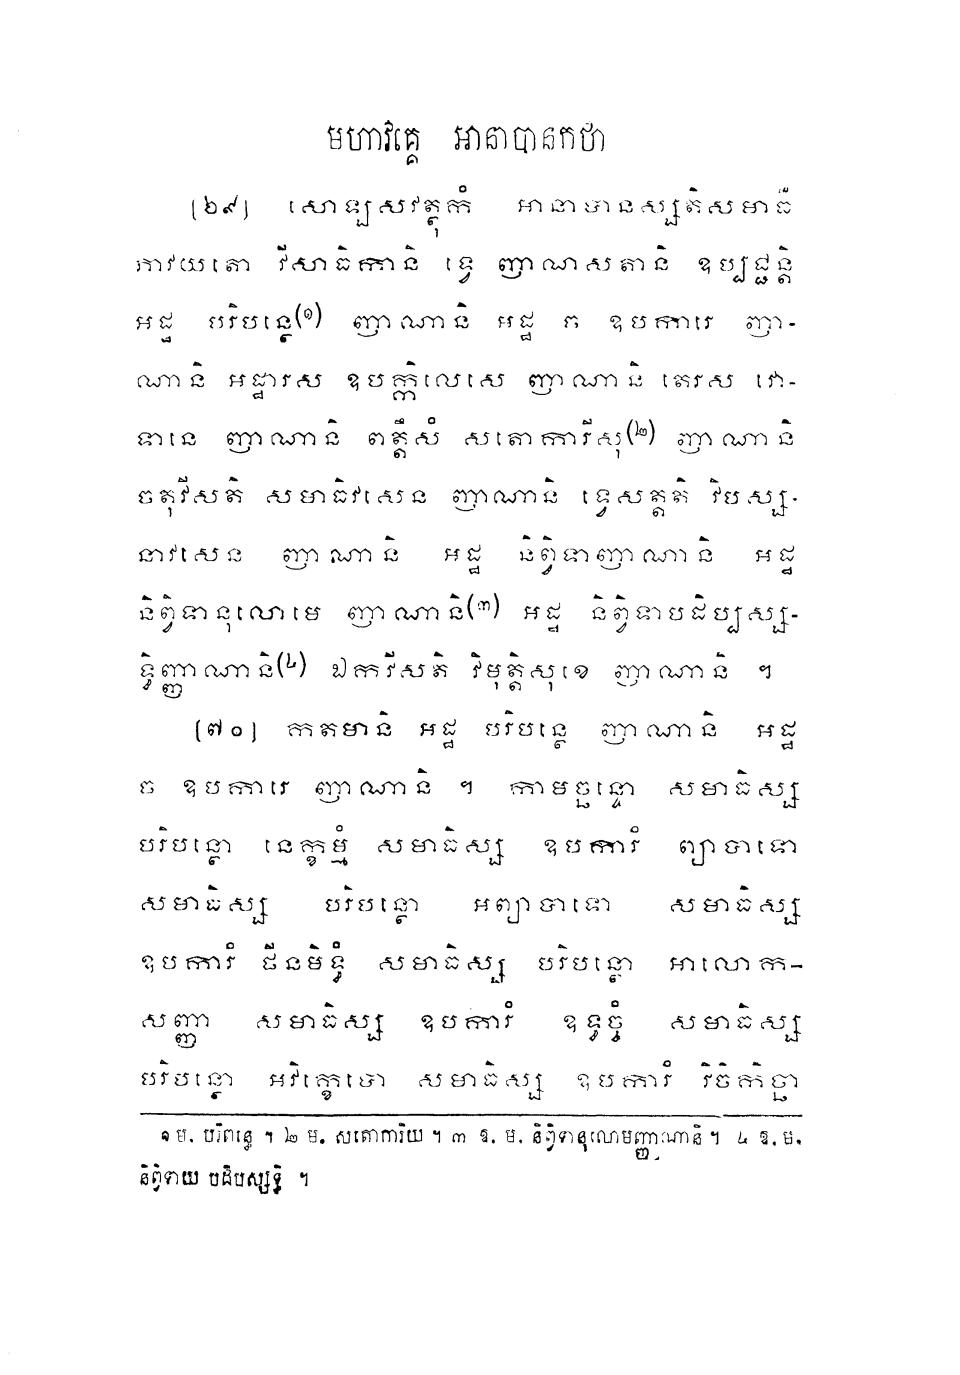 មហាវគ្គេ អានាបានកថា
[៦៩] សោឡសវត្ថុកំ អានាបានស្សតិសមាធឹ
ភាវយតោ វីសាធិកានិ ទ្វេ ញាណសតានិ ឧប្បជ្ជន្តិ
អដ្ឋ បរិបន្ថេ(១) ញាណានិ អដ្ឋ ច ឧបការេ ញា-
ណានិ អដ្ឋារស ឧបក្កិលេសេ ញាណានិ តេរស វោ-
ទានេ ញាណានិ ពត្តឹសំ សតោការីសុ(២) ញាណានិ
ចតុវីសតិ សមាធិវសេន ញាណានិ ទ្វេសត្តតិ វិបស្ស-
នាវសេន ញាណានិ អដ្ឋ និព្វិទាញាណានិ អដ្ឋ
និព្វិទានុលោមេ ញាណានិ(៣) អដ្ឋ និព្វិទាបដិប្បស្ស-
ទ្ធិញ្ញាណានិ(៤) ឯកវីសតិ វិមុត្តិសុខេ ញាណានិ ។
[៧០] កតមានិ អដ្ឋ បរិបន្ថេ ញាណានិ អដ្ឋ
ច ឧបការេ ញាណានិ ។ កាមច្ឆន្ទោ សមាធិស្ស
បរិបន្ថោ នេក្ខម្មំ សមាធិស្ស ឧបការំ ព្យាបាទោ
សមាធិស្ស បរិបន្ថោ អព្យាបាទោ សមាធិស្ស
ឧបការំ ថីនមិទ្ធំ សមាធិស្ស បរិបន្ថោ អាលោក-
សញ្ញា សមាធិស្ស ឧបការំ ឧទ្ធច្ចំ សមាធិស្ស
បរិបន្ថោ អវិក្ខេបោ សមាធិស្ស ឧបការំ វិចិកិច្ឆា
១ ម. បរិពន្ធេ ។ ២ ម. សតោការិយ ។ ៣ ឱ. ម. និព្វិទានុលោមញ្ញាណានិ ។ ៤ ឱ. ម.
និព្វិទាយ បដិបស្សទ្ធិ ។